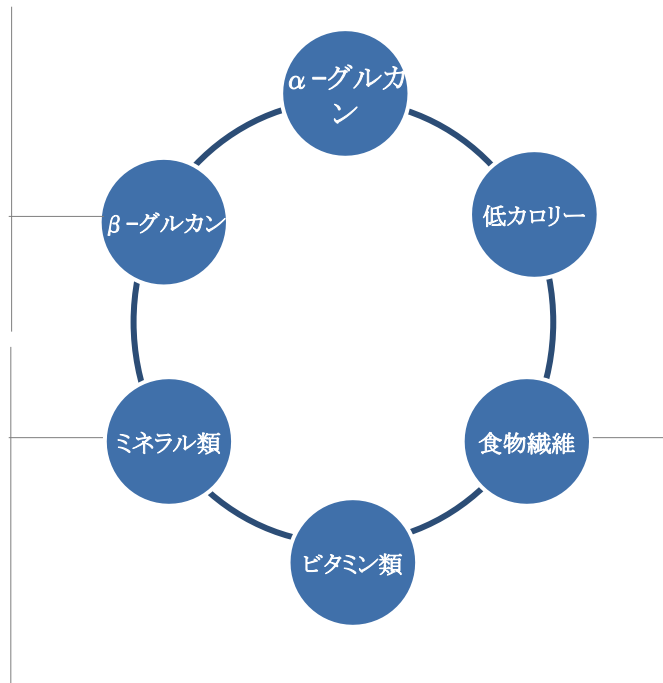 α-グルカ
ン
低カロリー
食物繊維
ビタミン類
ミネラル類
β-グルカン